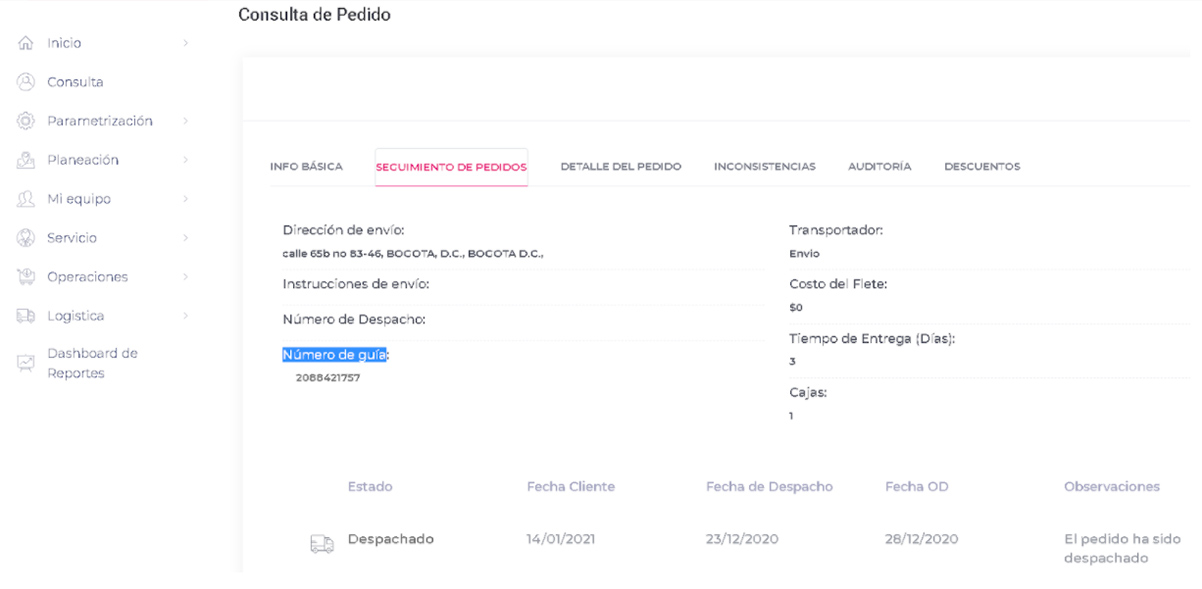 Consulta de Pedido
Inicio
Consulta
Parametrización
Planeación
Mi equipo
Servicio
Operaciones
Logistica
Dashboard de
Reportes
INFO BÁSICA
SEGUIMIENTO DE PEDIDOS
DETALLE DEL PEDIDO
INCONSISTENCIAS
AUDITORÍA
DESCUENTOS
Dirección de envío:
calle 65b no 83-46, BOGOTA, D.C., BOGOTA D.C.,
Instrucciones de envío:
Número de Despacho:
Número de guía:
2088421757
Transportador:
Envio
Costo del Flete:
$0
Tiempo de Entrega (Días):
3
Cajas:
1
Estado Fecha Cliente Fecha de Despacho Fecha OD Observaciones
Despachado 14/01/2021 23/12/2020 28/12/2020 El pedido ha sido
despachado